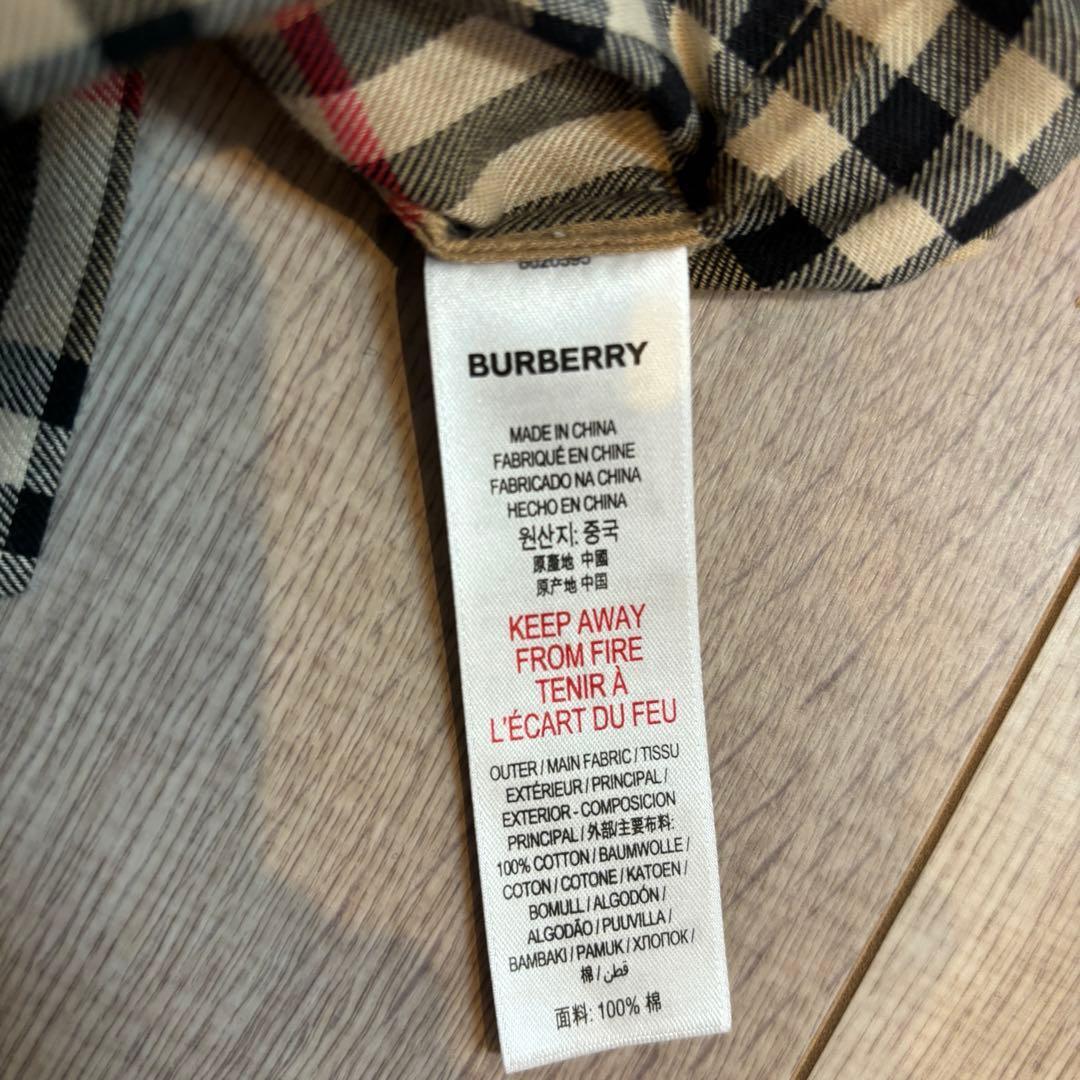 BURBERRY
MADE IN CHINA
FABRIQUÉ EN CHINE
FABRICADO NA CHINA
HECHO EN CHINA
원산지: 중국
原產地 中國
原产地 中国
KEEP AWAY
FROM FIRE
TENIR À
L'ÉCART DU FEU
OUTER / MAIN FABRIC / TISSU
EXTÉRIEUR / PRINCIPAL /
EXTERIOR - COMPOSICION
PRINCIPAL / 外部/主要布料:
100% COTTON / BAUMWOLLE /
COTON / COTONE / KATOEN /
BOMULL / ALGODÓN /
ALGODÃO / PUUVILLA /
BAMBAKI / PAMUK / ХЛОПОК /
棉 / قطن
面料: 100% 棉